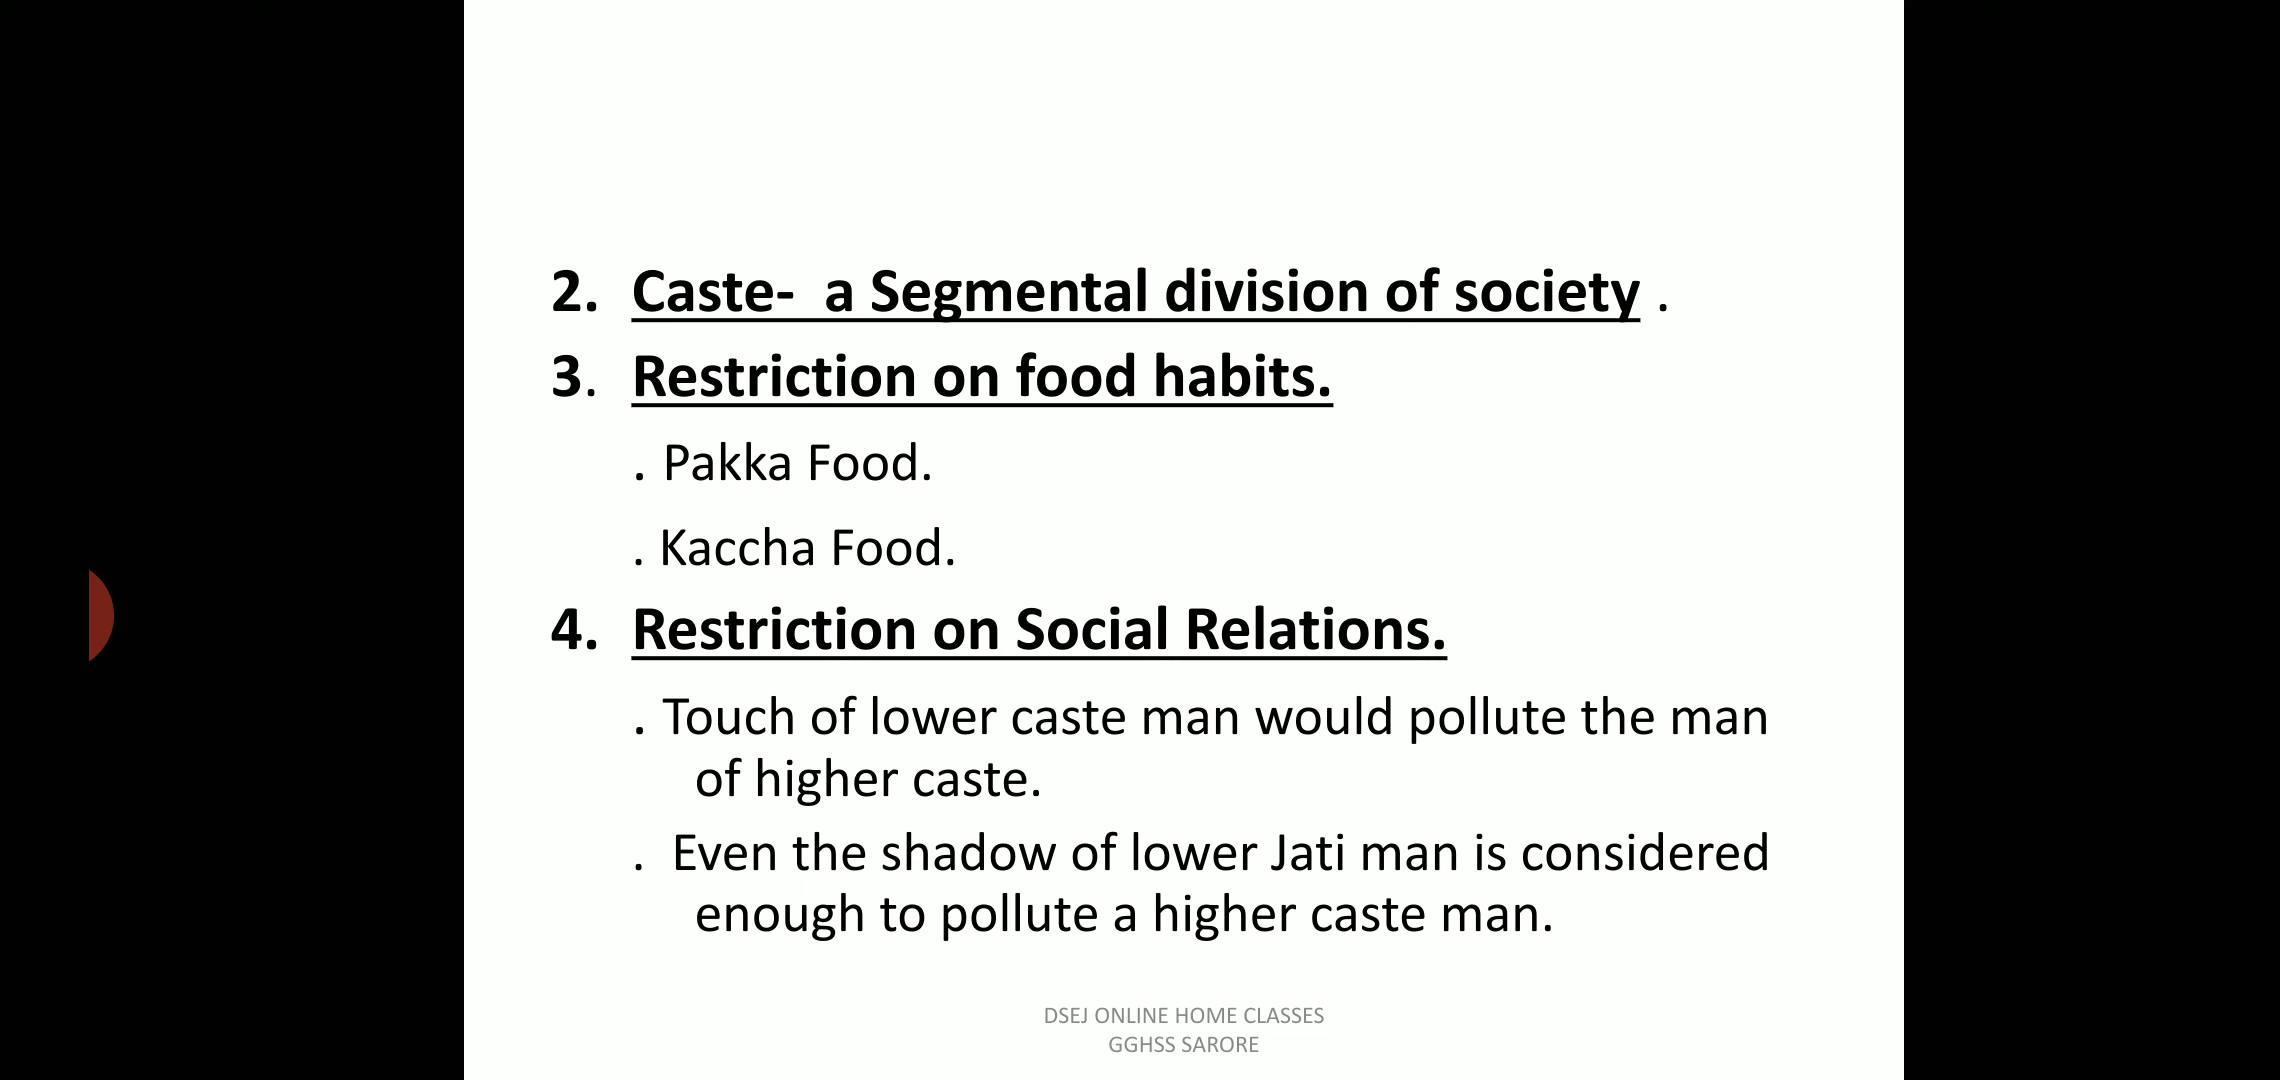 2. Caste- a Segmental division of society .
3. Restriction on food habits.
. Pakka Food.
. Kaccha Food.
4. Restriction on Social Relations.
. Touch of lower caste man would pollute the man
of higher caste.
. Even the shadow of lower Jati man is considered
enough to pollute a higher caste man.
DSEJ ONLINE HOME CLASSES
GGHSS SARORE